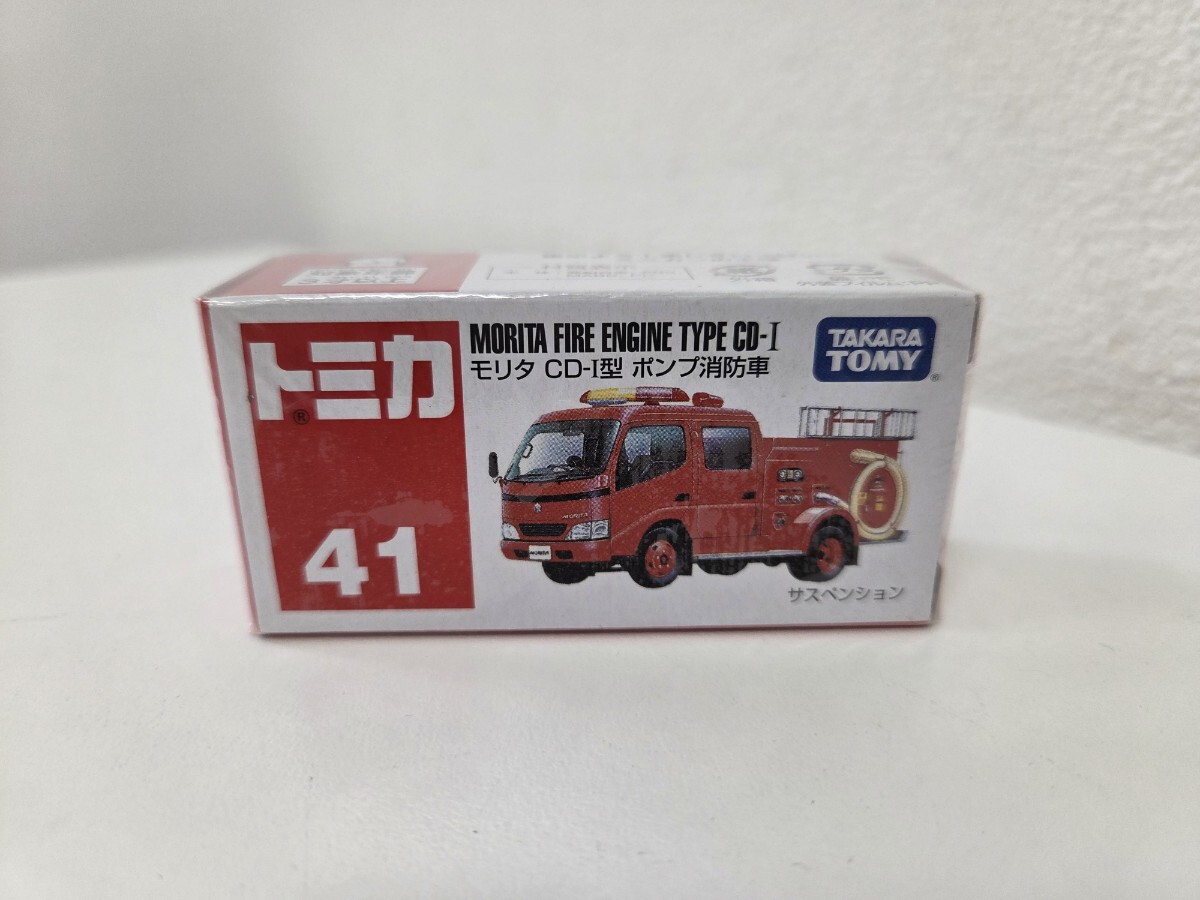 トミカ®
41
MORITA FIRE ENGINE TYPE CD-I
モリタ CD-I型 ポンプ消防車
TAKARA
TOMY®
MORITA
サスペンション